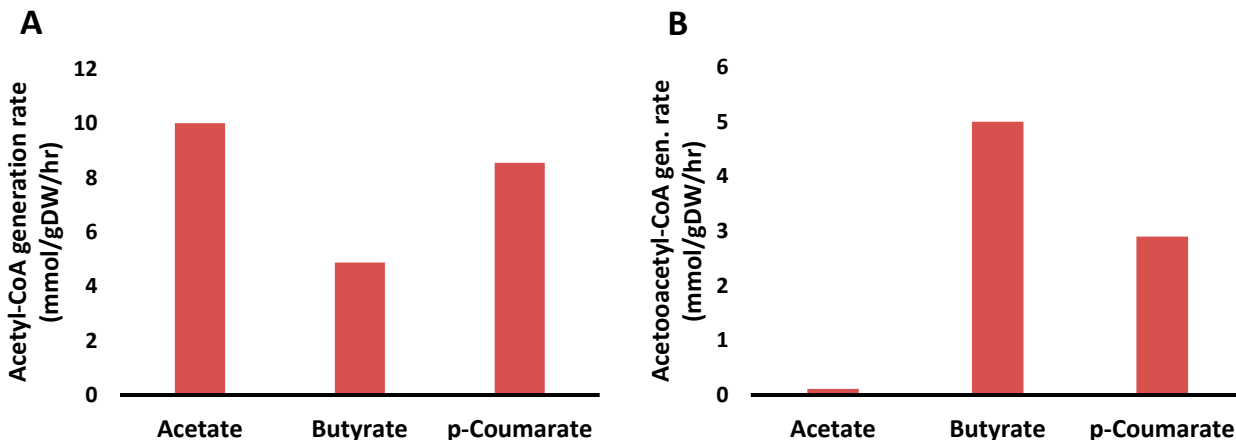 A
Acetyl-CoA generation rate
(mmol/gDW/hr)
12
10
8
6
4
2
0
Acetate Butyrate p-Coumarate
B
Acetooacetyl-CoA gen. rate
(mmol/gDW/hr)
6
5
4
3
2
1
0
Acetate Butyrate p-Coumarate